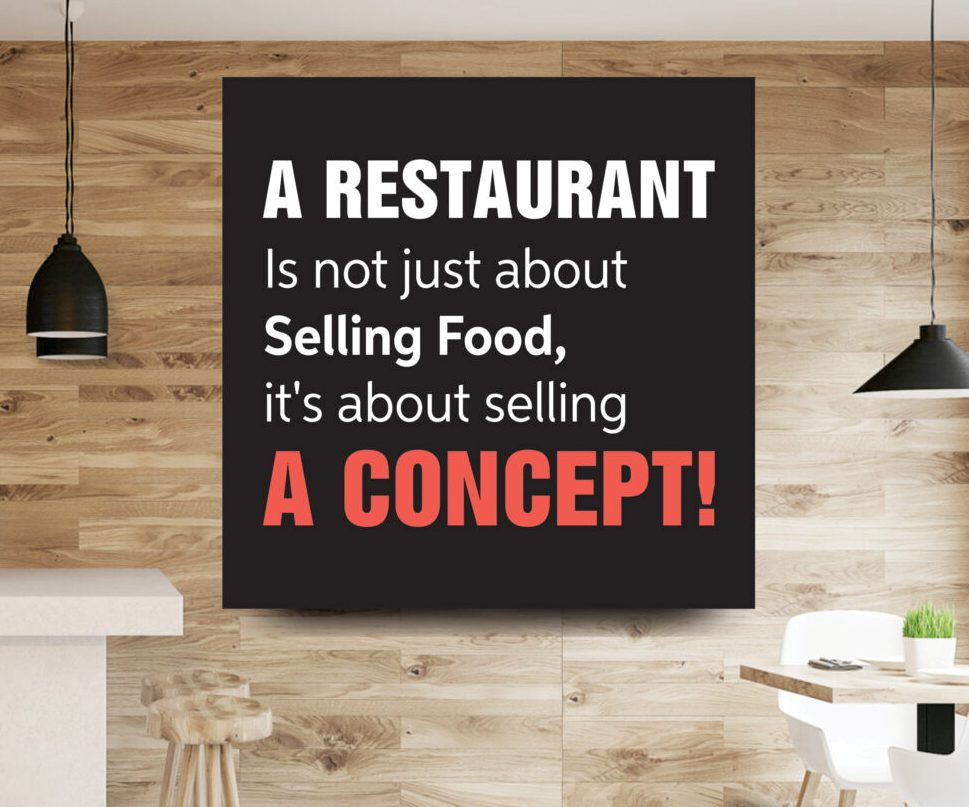 A RESTAURANT
Is not just about
Selling Food,
it's about selling
A CONCEPT!